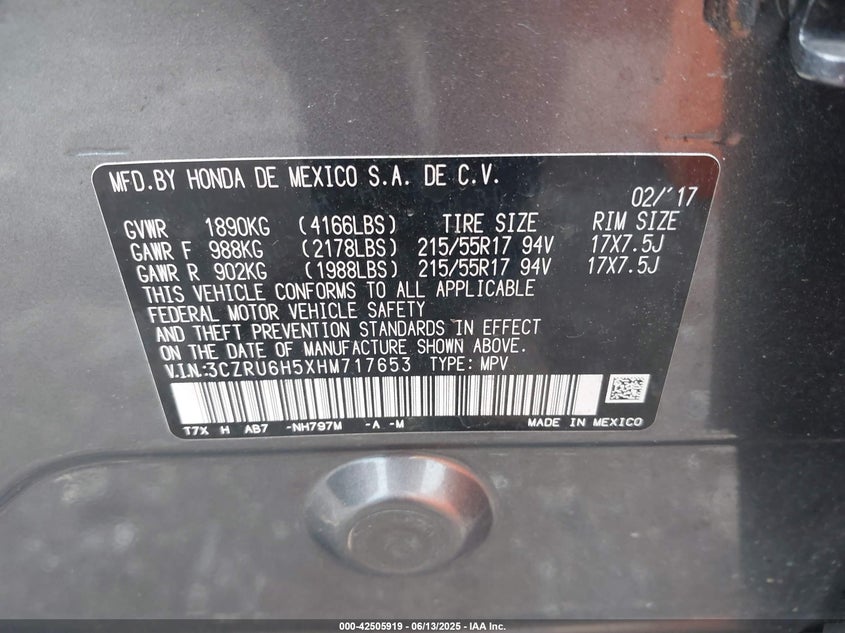 MFD.BY HONDA DE MEXICO S.A. DE C.V.
02/'17
GVWR 1890KG (4166LBS) TIRE SIZE RIM SIZE
GAWR F 988KG (2178LBS) 215/55R17 94V 17X7.5J
GAWR R 902KG (1988LBS) 215/55R17 94V 17X7.5J
THIS VEHICLE CONFORMS TO ALL APPLICABLE
FEDERAL MOTOR VEHICLE SAFETY
AND THEFT PREVENTION STANDARDS IN EFFECT
ON THE DATE OF MANUFACTURE SHOWN ABOVE.
V.I.N.:3CZRU6H5XHM717653 TYPE: MPV
T7X H AB7 -NH797M -A -M MADE IN MEXICO
000-42505919 - 06/13/2025 - IAA Inc.